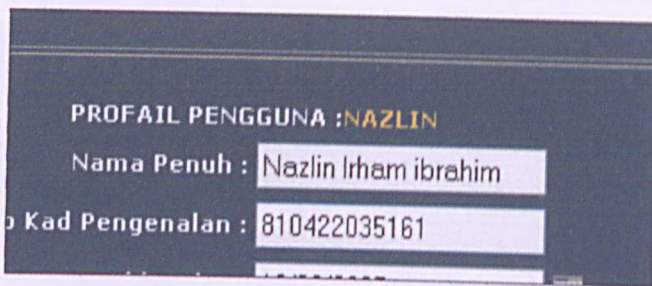 PROFAIL PENGGUNA :NAZLIN
Nama Penuh : Nazlin Irham ibrahim
Kad Pengenalan : 810422035161